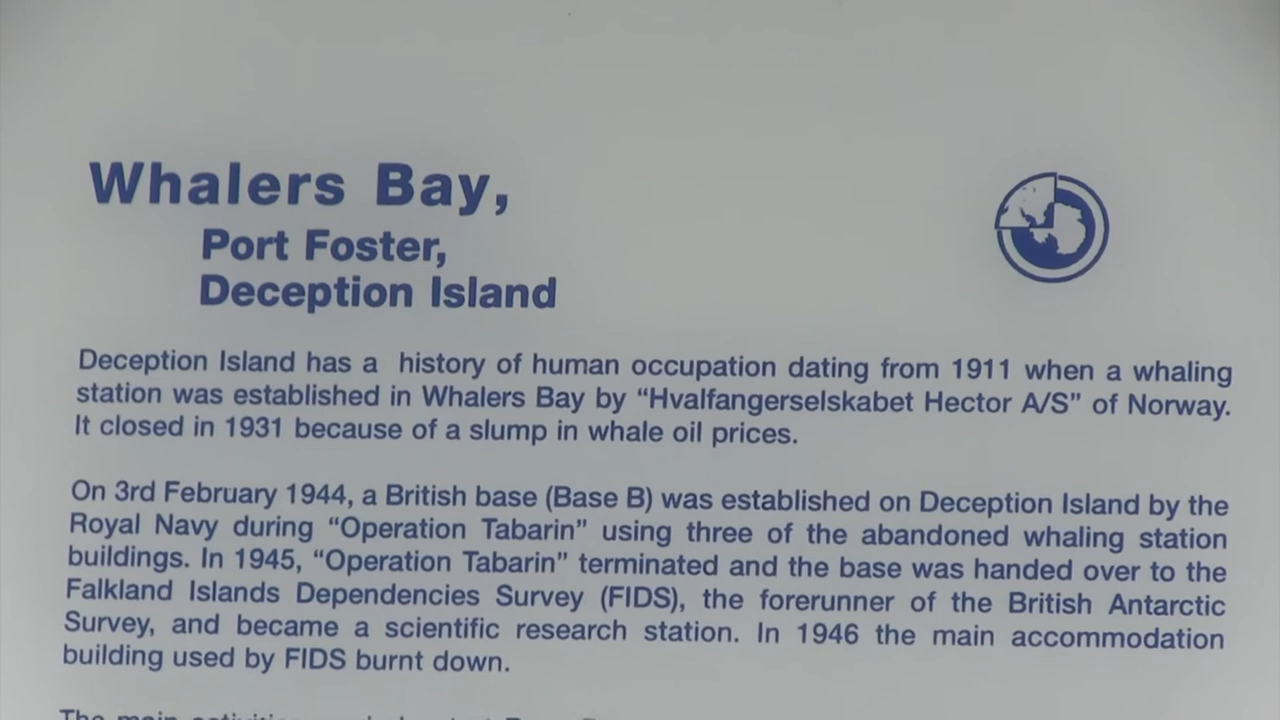 Whalers Bay,
Port Foster,
Deception Island
Deception Island has a history of human occupation dating from 1911 when a whaling
station was established in Whalers Bay by “Hvalfangerselskabet Hector A/S” of Norway.
It closed in 1931 because of a slump in whale oil prices.
On 3rd February 1944, a British base (Base B) was established on Deception Island by the
Royal Navy during “Operation Tabarin” using three of the abandoned whaling station
buildings. In 1945, “Operation Tabarin” terminated and the base was handed over to the
Falkland Islands Dependencies Survey (FIDS), the forerunner of the British Antarctic
Survey, and became a scientific research station. In 1946 the main accommodation
building used by FIDS burnt down.
The main